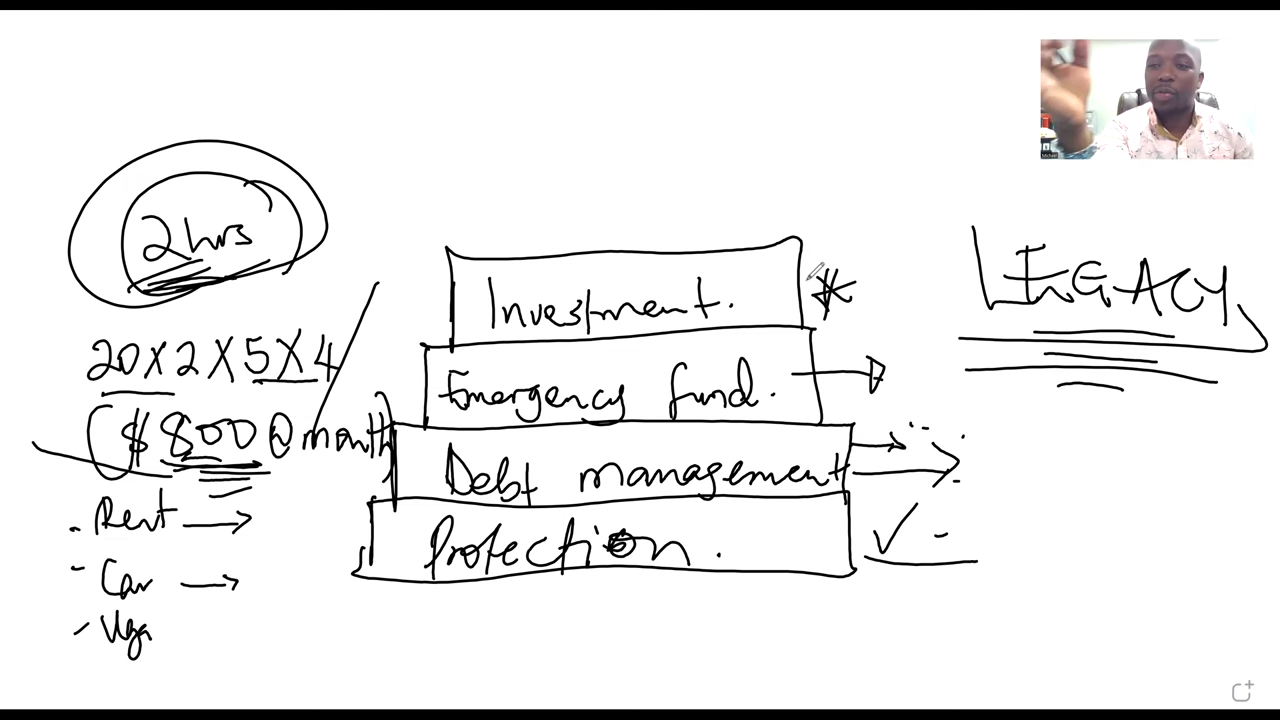 2hrs
20X2X5X4
($800 @ month)
- Rent
- Car
Investment.
Emergency fund.
Debt management
Protection.
LEGACY